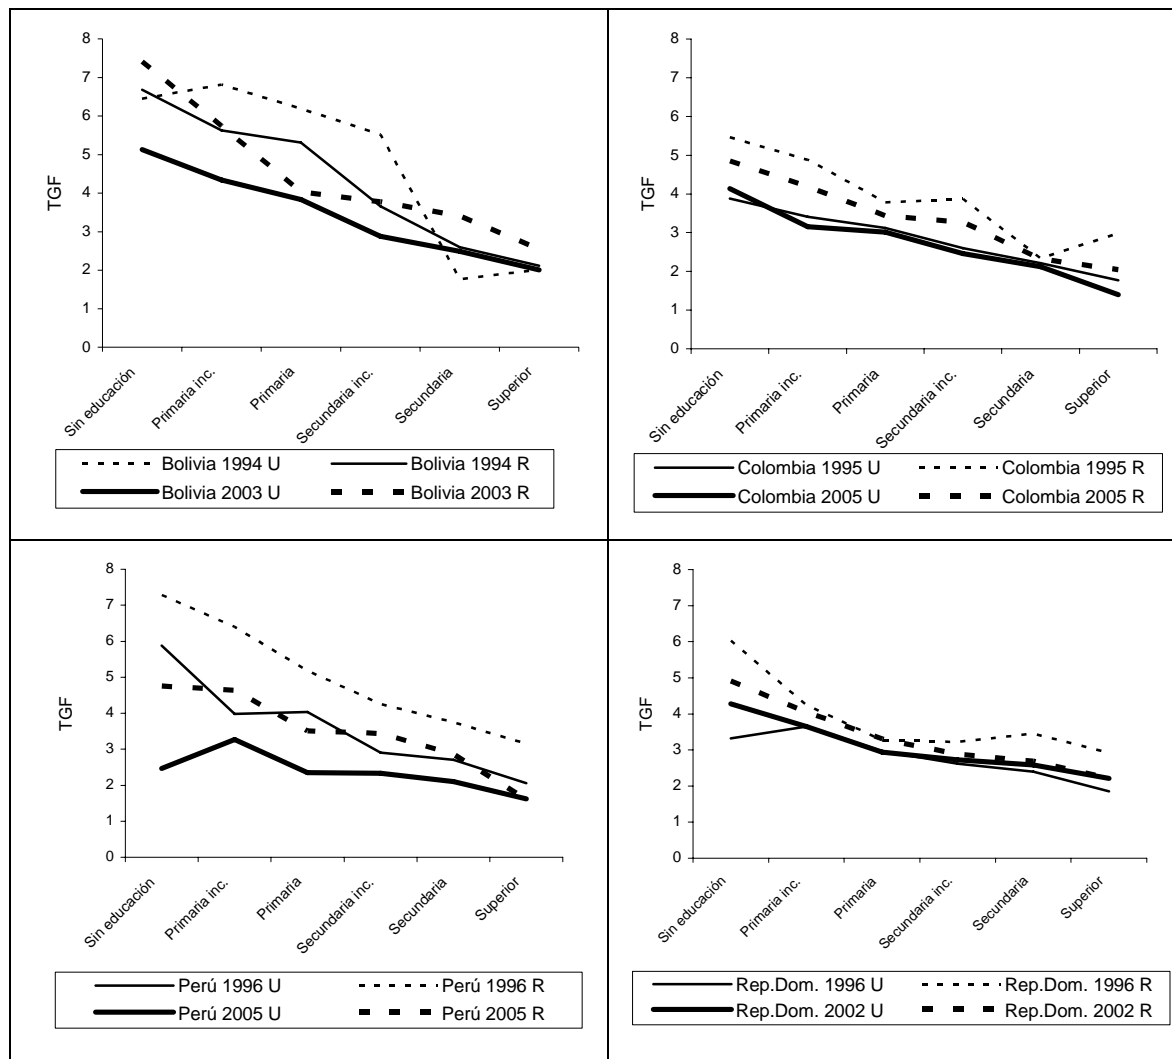 8
7
6
5
4
3
2
1
0
TGF
Sin educación
Primaria inc.
Primaria
Secundaria inc.
Secundaria
Superior
Bolivia 1994 U Bolivia 1994 R
Bolivia 2003 U Bolivia 2003 R
8
7
6
5
4
3
2
1
0
TGF
Sin educación
Primaria inc.
Primaria
Secundaria inc.
Secundaria
Superior
Colombia 1995 U Colombia 1995 R
Colombia 2005 U Colombia 2005 R
8
7
6
5
4
3
2
1
0
TGF
Sin educación
Primaria inc.
Primaria
Secundaria inc.
Secundaria
Superior
Perú 1996 U Perú 1996 R
Perú 2005 U Perú 2005 R
8
7
6
5
4
3
2
1
0
TGF
Sin educación
Primaria inc.
Primaria
Secundaria inc.
Secundaria
Superior
Rep.Dom. 1996 U Rep.Dom. 1996 R
Rep.Dom. 2002 U Rep.Dom. 2002 R